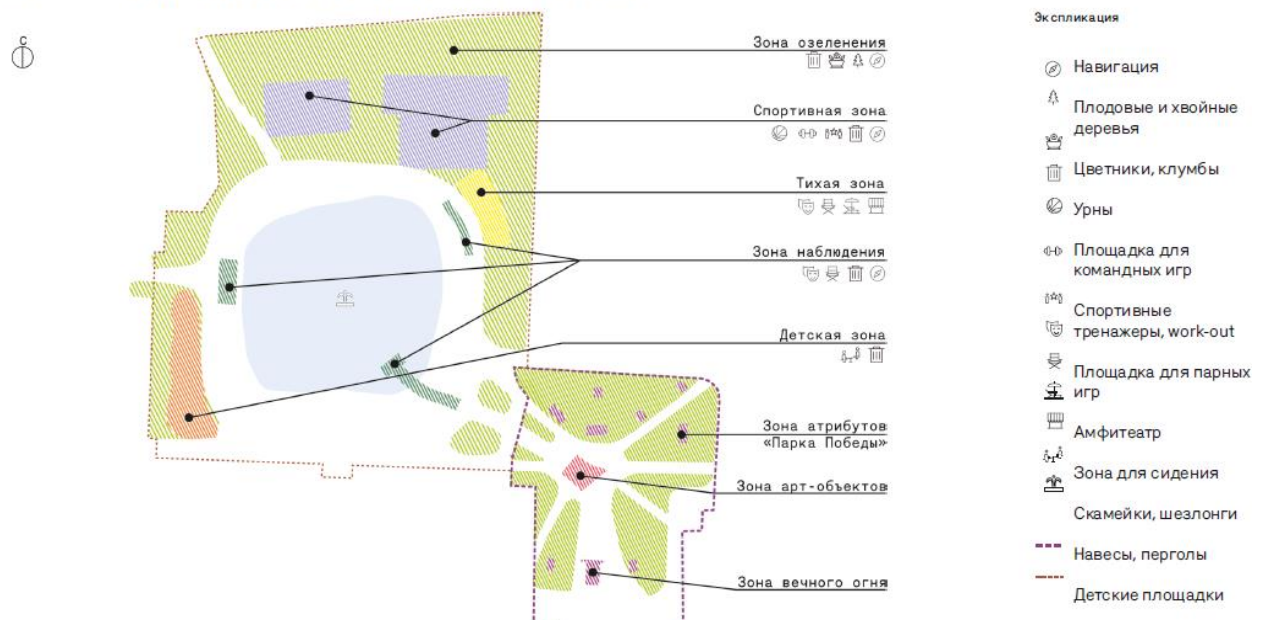 С
Зона озеленения
Спортивная зона
Тихая зона
Зона наблюдения
Детская зона
Зона атрибутов
«Парка Победы»
Зона арт-объектов
Зона вечного огня
Экспликация
Навигация
Плодовые и хвойные
деревья
Цветники, клумбы
Урны
Площадка для
командных игр
Спортивные
тренажеры, work-out
Площадка для парных
игр
Амфитеатр
Зона для сидения
Скамейки, шезлонги
Навесы, перголы
Детские площадки